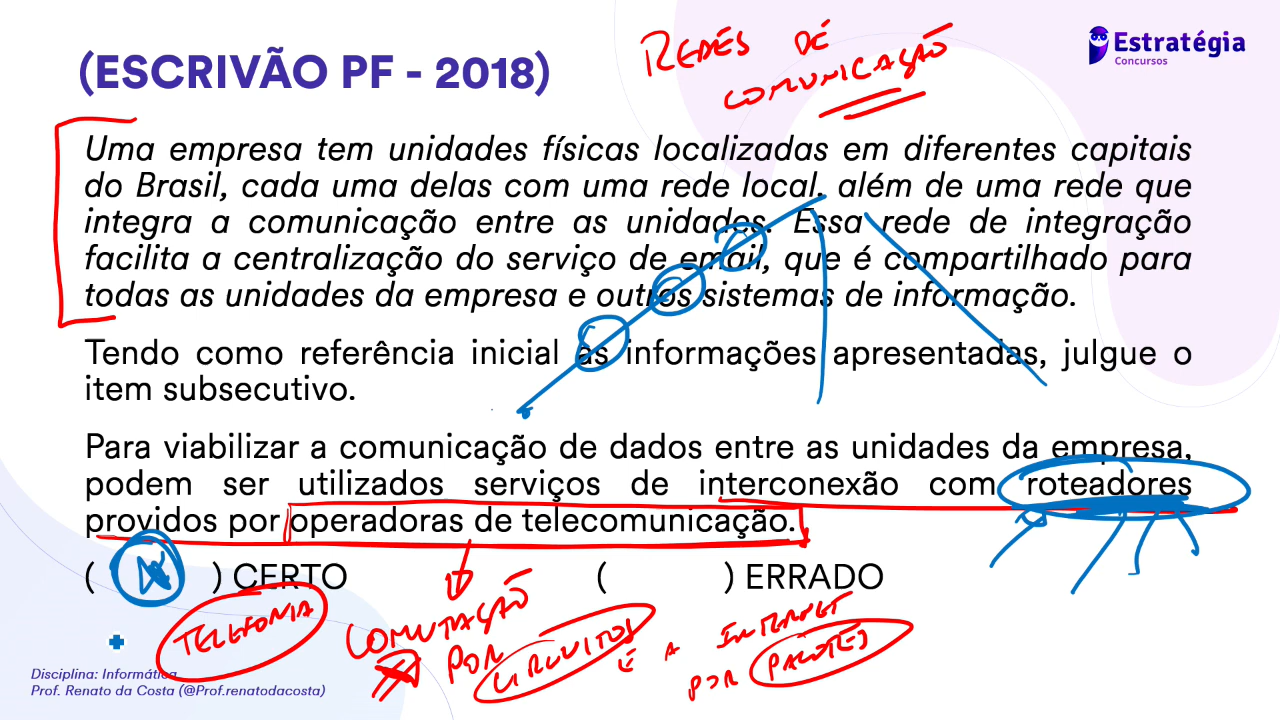 (ESCRIVÃO PF - 2018)
REDES DE
COMUNICAÇÃO
Estratégia
Concursos
Uma empresa tem unidades físicas localizadas em diferentes capitais
do Brasil, cada uma delas com uma rede local, além de uma rede que
integra a comunicação entre as unidades. Essa rede de integração
facilita a centralização do serviço de email, que é compartilhado para
todas as unidades da empresa e outros sistemas de informação.
Tendo como referência inicial às informações apresentadas, julgue o
item subsecutivo.
Para viabilizar a comunicação de dados entre as unidades da empresa,
podem ser utilizados serviços de interconexão com roteadores
providos por operadoras de telecomunicação.
( X ) CERTO ( ) ERRADO
TELEFONIA
COMUTAÇÃO
POR CIRCUITOS
E A INTERNET
POR PACOTES
Disciplina: Informática
Prof. Renato da Costa (@Prof.renatodacosta)